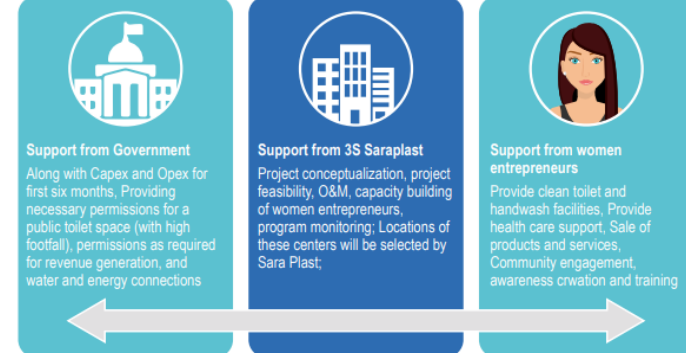 Support from Government
Along with Capex and Opex for
first six months, Providing
necessary permissions for a
public toilet space (with high
footfall), permissions as required
for revenue generation, and
water and energy connections
Support from 3S Saraplast
Project conceptualization, project
feasibility, O&M, capacity building
of women entrepreneurs,
program monitoring; Locations of
these centers will be selected by
Sara Plast;
Support from women
entrepreneurs
Provide clean toilet and
handwash facilities, Provide
health care support, Sale of
products and services,
Community engagement,
awareness crwation and training